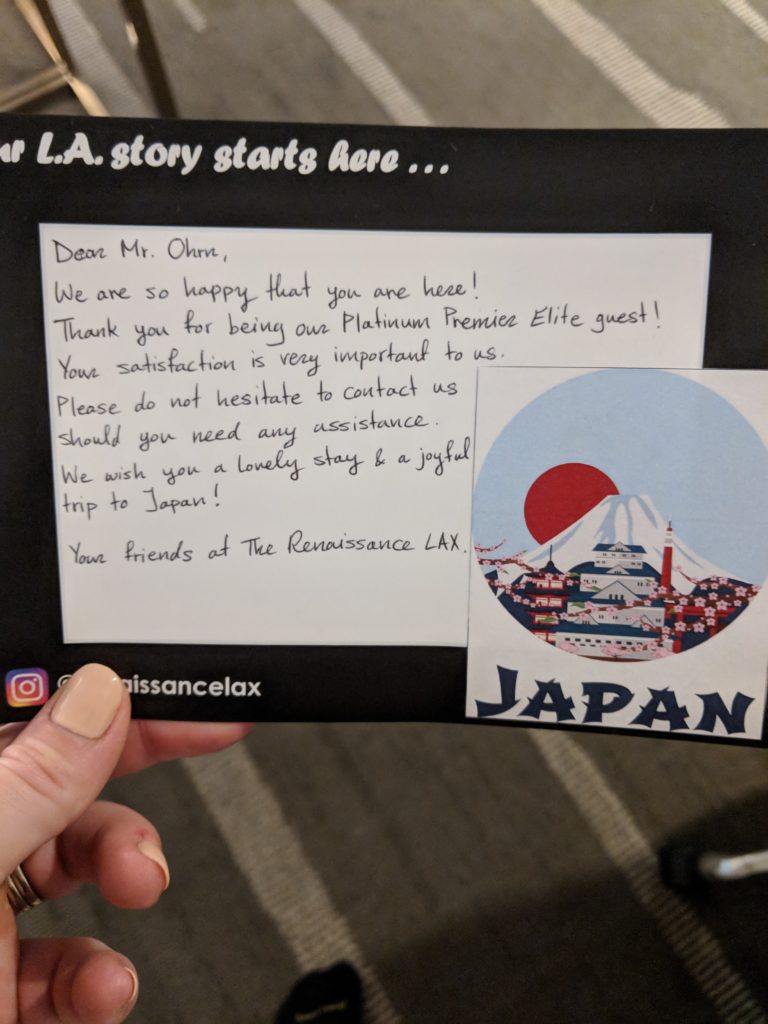 L.A. story starts here ...
Dear Mr. Ohrn,
We are so happy that you are here!
Thank you for being our Platinum Premier Elite guest!
Your satisfaction is very important to us.
Please do not hesitate to contact us
should you need any assistance.
We wish you a lovely stay & a joyful
trip to Japan!
Your friends at The Renaissance LAX.
JAPAN